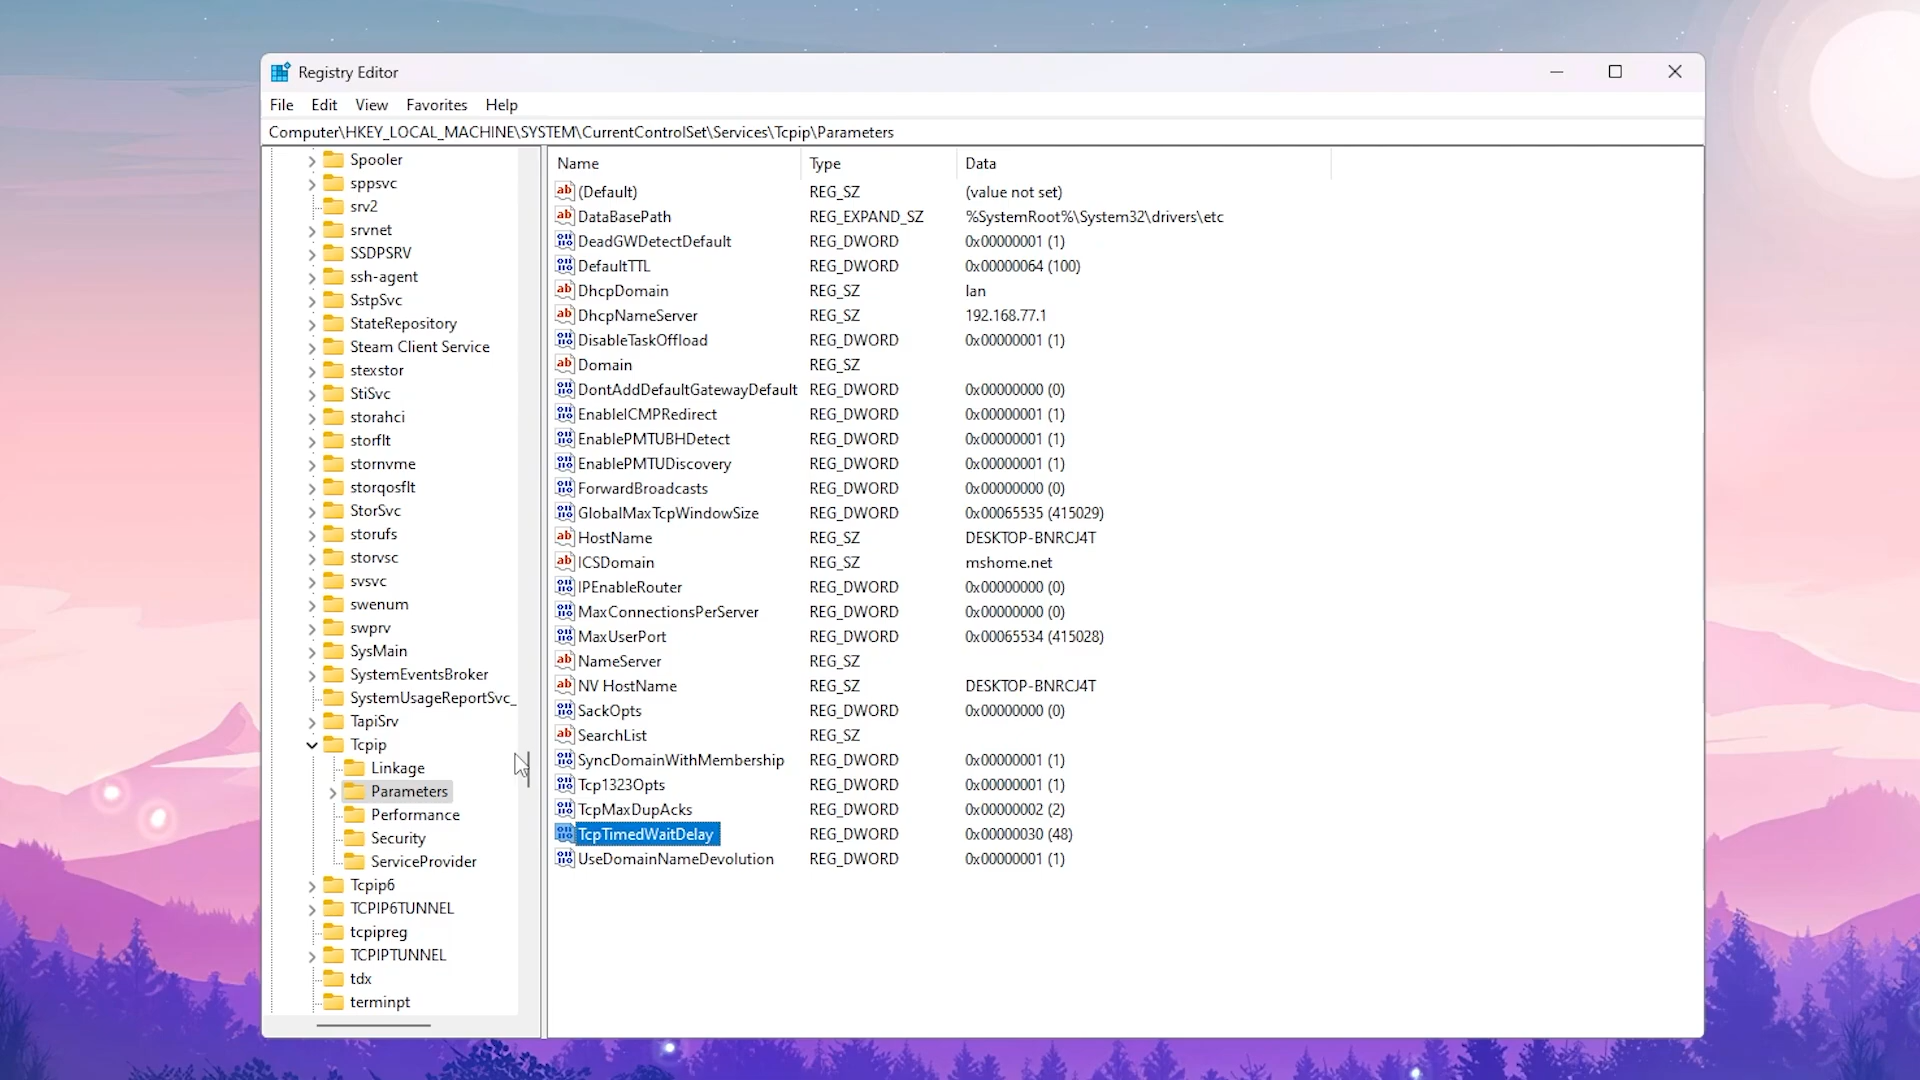 Registry Editor
File Edit View Favorites Help
Computer\HKEY_LOCAL_MACHINE\SYSTEM\CurrentControlSet\Services\Tcpip\Parameters
Spooler
sppsvc
srv2
srvnet
SSDPSRV
ssh-agent
SstpSvc
StateRepository
Steam Client Service
stexstor
StiSvc
storahci
storflt
stornvme
storqosflt
StorSvc
storufs
storvsc
svsvc
swenum
swprv
SysMain
SystemEventsBroker
SystemUsageReportSvc_
TapiSrv
Tcpip
Linkage
Parameters
Performance
Security
ServiceProvider
Tcpip6
TCPIP6TUNNEL
tcpipreg
TCPIPTUNNEL
tdx
terminpt
Name Type Data
(Default) REG_SZ (value not set)
DataBasePath REG_EXPAND_SZ %SystemRoot%\System32\drivers\etc
DeadGWDetectDefault REG_DWORD 0x00000001 (1)
DefaultTTL REG_DWORD 0x00000064 (100)
DhcpDomain REG_SZ lan
DhcpNameServer REG_SZ 192.168.77.1
DisableTaskOffload REG_DWORD 0x00000001 (1)
Domain REG_SZ
DontAddDefaultGatewayDefault REG_DWORD 0x00000000 (0)
EnableICMPRedirect REG_DWORD 0x00000001 (1)
EnablePMTUBHDetect REG_DWORD 0x00000001 (1)
EnablePMTUDiscovery REG_DWORD 0x00000001 (1)
ForwardBroadcasts REG_DWORD 0x00000000 (0)
GlobalMaxTcpWindowSize REG_DWORD 0x00065535 (415029)
HostName REG_SZ DESKTOP-BNRCJ4T
ICSDomain REG_SZ mshome.net
IPEnableRouter REG_DWORD 0x00000000 (0)
MaxConnectionsPerServer REG_DWORD 0x00000000 (0)
MaxUserPort REG_DWORD 0x00065534 (415028)
NameServer REG_SZ
NV HostName REG_SZ DESKTOP-BNRCJ4T
SackOpts REG_DWORD 0x00000000 (0)
SearchList REG_SZ
SyncDomainWithMembership REG_DWORD 0x00000001 (1)
Tcp1323Opts REG_DWORD 0x00000001 (1)
TcpMaxDupAcks REG_DWORD 0x00000002 (2)
TcpTimedWaitDelay REG_DWORD 0x00000030 (48)
UseDomainNameDevolution REG_DWORD 0x00000001 (1)